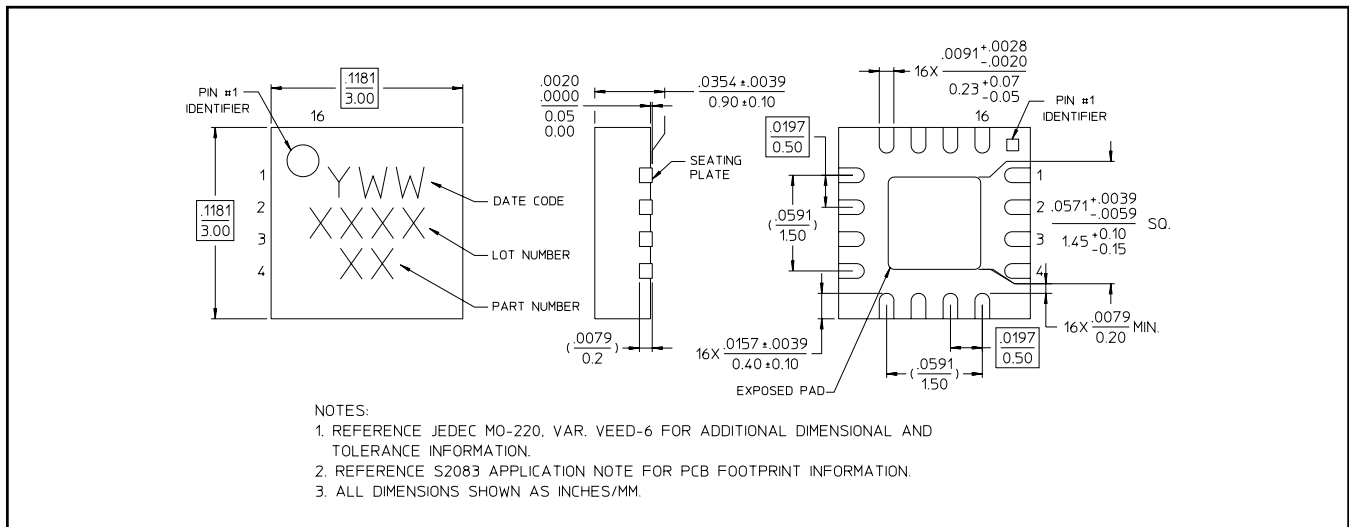 PIN #1
IDENTIFIER
.1181
3.00
16
.1181
3.00
1
2
3
4
YWW
XXXX
XX
DATE CODE
LOT NUMBER
PART NUMBER
.0020
.0000
0.05
0.00
.0354 ±.0039
0.90 ±0.10
SEATING
PLATE
(.0079)
0.2
16X .0091 +.0028 -.0020
0.23 +0.07 -0.05
16
PIN #1
IDENTIFIER
.0197
0.50
(.0591)
1.50
1
2
3
4
.0571 +.0039 -.0059 SQ.
1.45 +0.10 -0.15
16X .0157 ±.0039
0.40 ±0.10
EXPOSED PAD
(.0591)
1.50
.0197
0.50
16X .0079 MIN.
0.20
NOTES:
1. REFERENCE JEDEC MO-220, VAR. VEED-6 FOR ADDITIONAL DIMENSIONAL AND
TOLERANCE INFORMATION.
2. REFERENCE S2083 APPLICATION NOTE FOR PCB FOOTPRINT INFORMATION.
3. ALL DIMENSIONS SHOWN AS INCHES/MM.